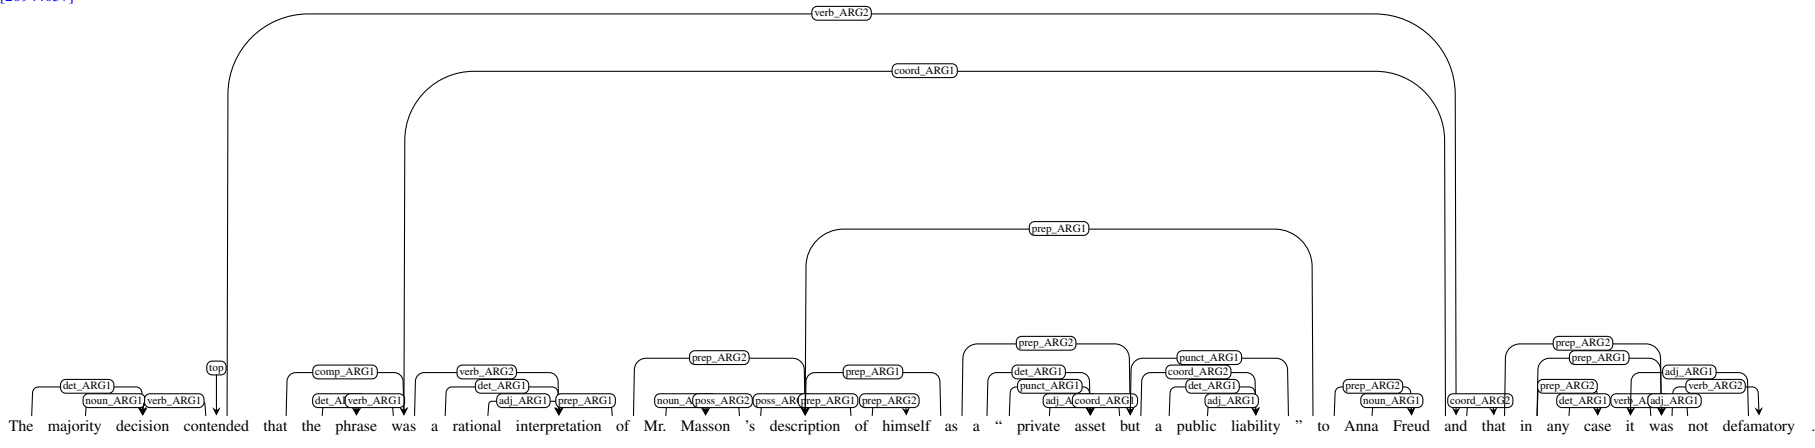 verb_ARG2
coord_ARG1
prep_ARG1
prep_ARG2 prep_ARG2
prep_ARG2 punct_ARG1 prep_ARG1
top comp_ARG1 verb_ARG2 prep_ARG1 det_ARG1 coord_ARG2 adj_ARG1
det_ARG1 det_ARG1 punct_ARG1 det_ARG1 prep_ARG2 prep_ARG2 verb_ARG2
noun_ARG1 verb_ARG1 verb_ARG1 adj_ARG1 prep_ARG1 poss_ARG2 prep_ARG1 prep_ARG2 coord_ARG1 adj_ARG1 noun_ARG1 coord_ARG2 det_ARG1 adj_ARG1
The majority decision contended that the phrase was a rational interpretation of Mr. Masson 's description of himself as a “ private asset but a public liability ” to Anna Freud and that in any case it was not defamatory .